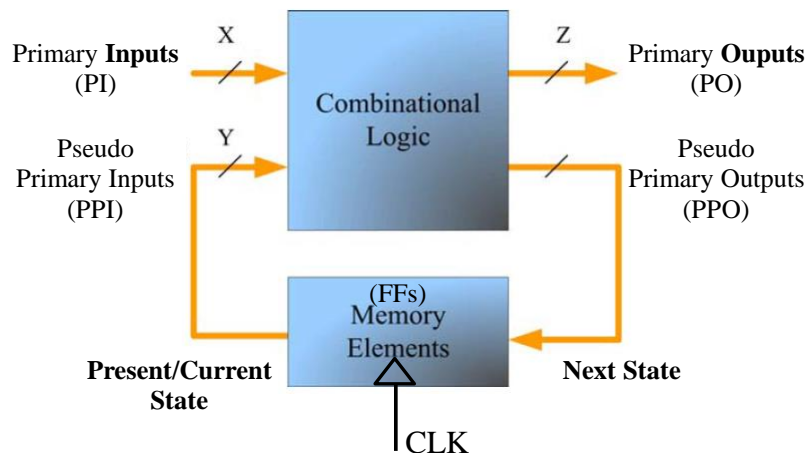 Primary Inputs
(PI)
X
Z
Primary Ouputs
(PO)
Combinational
Logic
Pseudo
Primary Inputs
(PPI)
Y
Pseudo
Primary Outputs
(PPO)
(FFs)
Memory
Elements
Present/Current
State
Next State
CLK